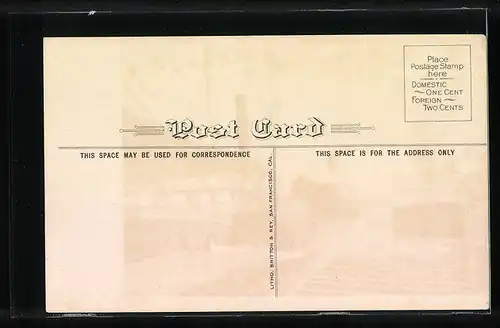 Place
Postage Stamp
here
DOMESTIC
ONE CENT
FOREIGN
TWO CENTS
Post Card
THIS SPACE MAY BE USED FOR CORRESPONDENCE
THIS SPACE IS FOR THE ADDRESS ONLY
LITHO. BRITTON & REY, SAN FRANCISCO, CAL.